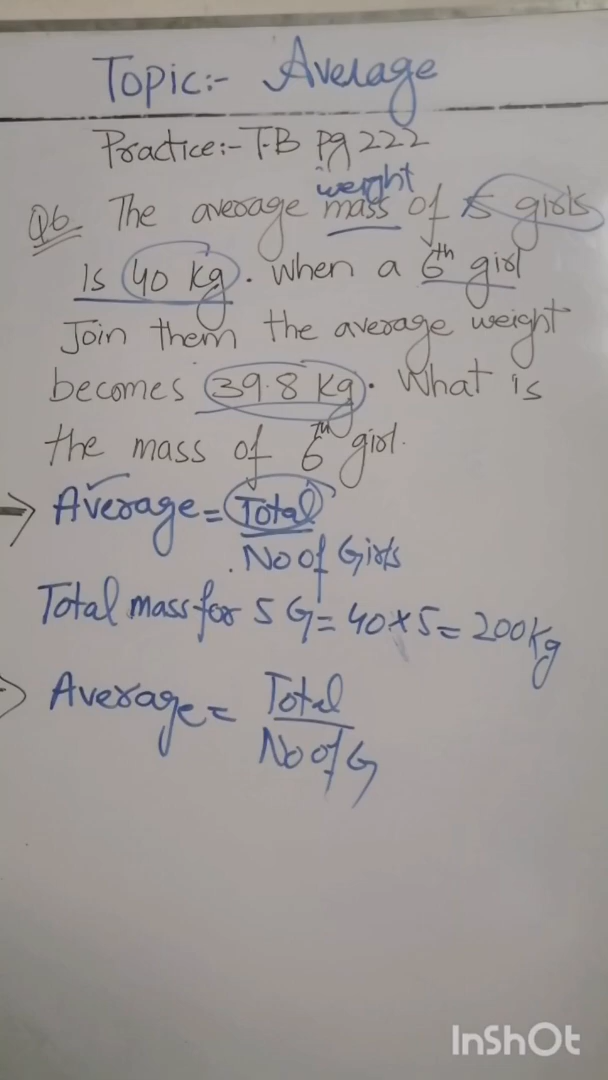 Topic:- Average
Practice:- T.B Pg 222
weight
Q6 The average mass of 5 girls
is 40 kg. When a 6th girl
Join them the average weight
becomes 39.8 kg. What is
the mass of 6th girl.
→ Average = Total
No of Girls
Total mass for 5 G = 40×5 = 200kg
Average = Total
No of G
InShOt